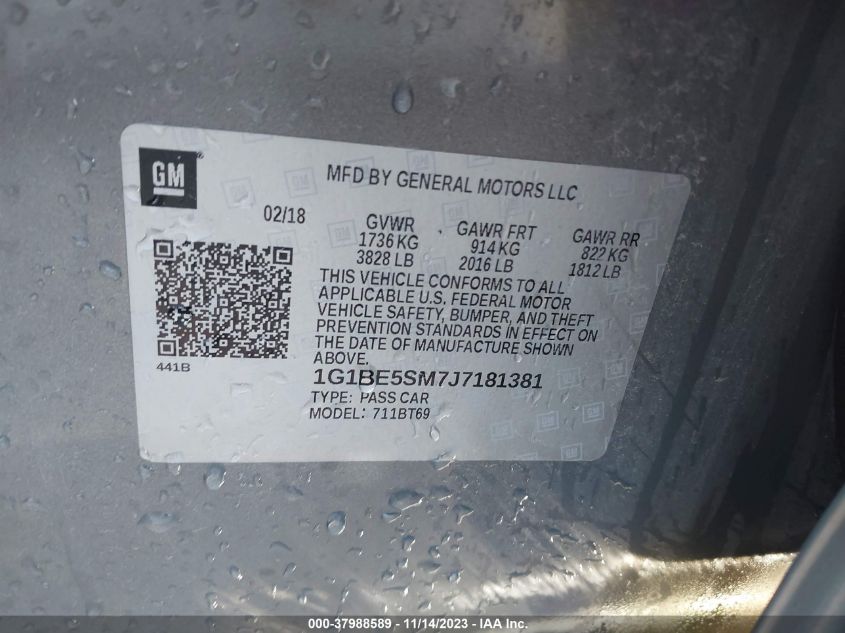 GM
MFD BY GENERAL MOTORS LLC
02/18
GVWR GAWR FRT GAWR RR
1736 KG 914 KG 822 KG
3828 LB 2016 LB 1812 LB
THIS VEHICLE CONFORMS TO ALL
APPLICABLE U.S. FEDERAL MOTOR
VEHICLE SAFETY, BUMPER, AND THEFT
PREVENTION STANDARDS IN EFFECT ON
THE DATE OF MANUFACTURE SHOWN
ABOVE.
441B
1G1BE5SM7J7181381
TYPE: PASS CAR
MODEL: 711BT69
000-37988589 - 11/14/2023 - IAAI.COM